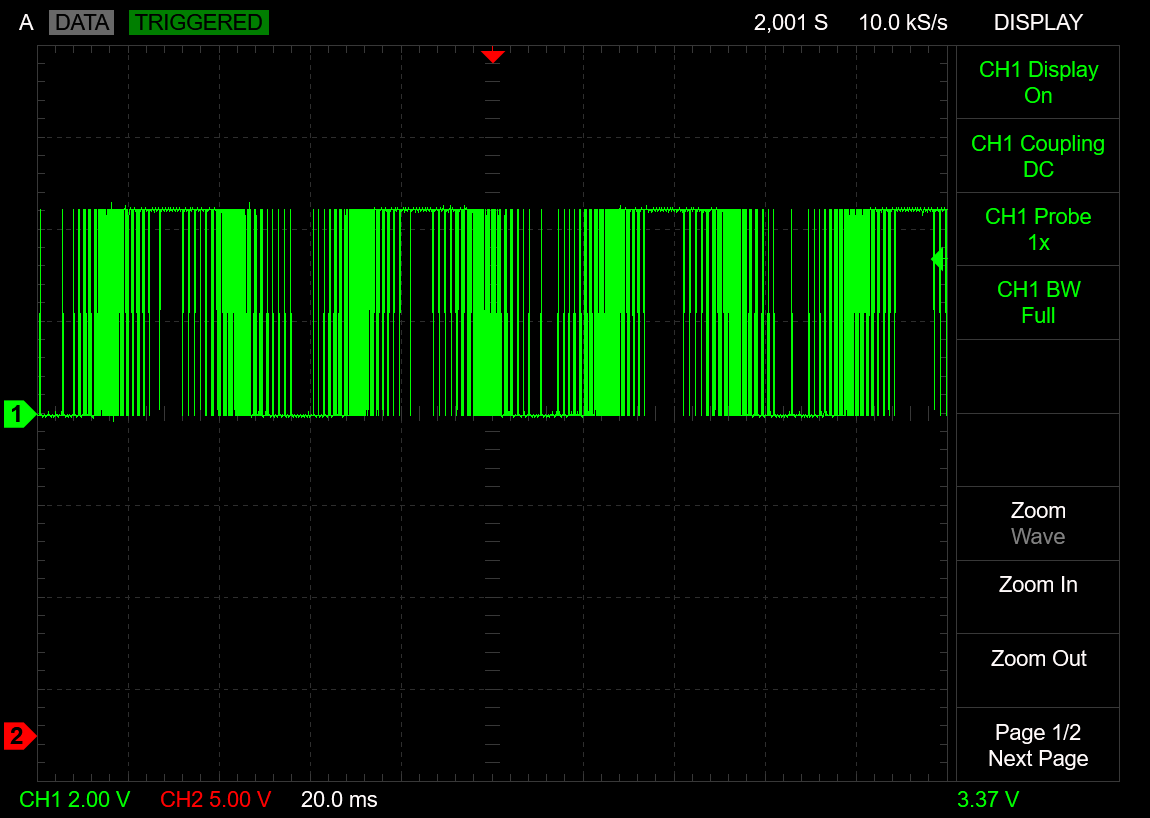 A DATA TRIGGERED 2,001 S 10.0 kS/s DISPLAY
CH1 Display
On
CH1 Coupling
DC
CH1 Probe
1x
CH1 BW
Full
1
Zoom
Wave
Zoom In
Zoom Out
2
Page 1/2
Next Page
CH1 2.00 V CH2 5.00 V 20.0 ms 3.37 V